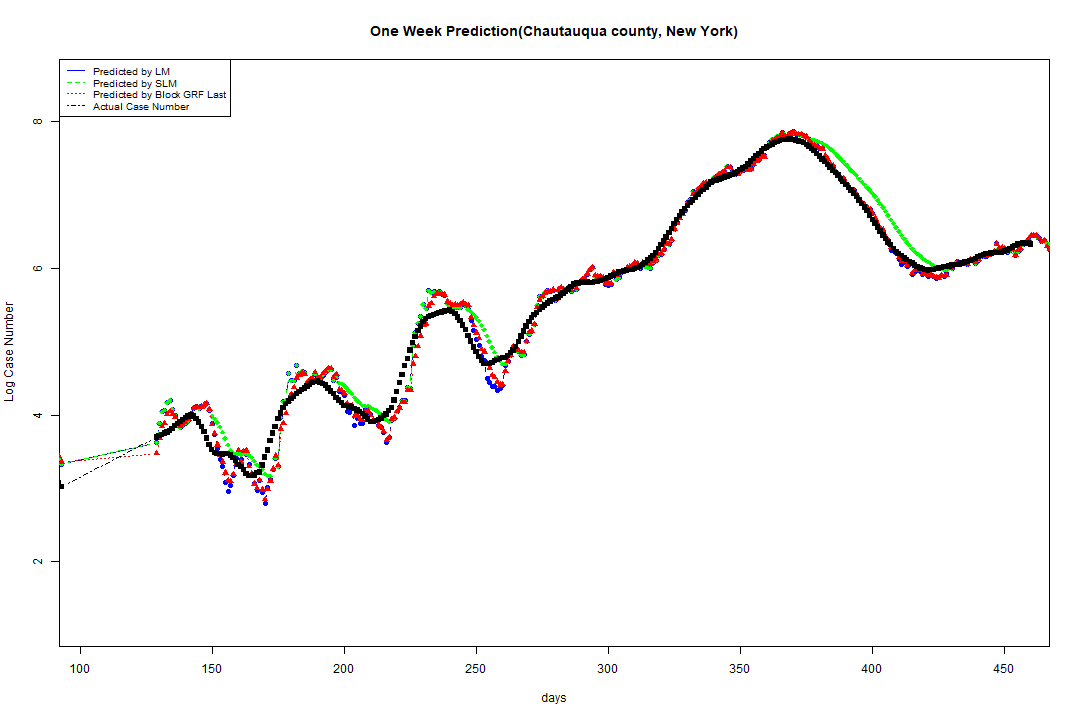 One Week Prediction(Chautauqua county, New York)
Predicted by LM
Predicted by SLM
Predicted by Block GRF Last
Actual Case Number
8
6
4
2
Log Case Number
100 150 200 250 300 350 400 450
days